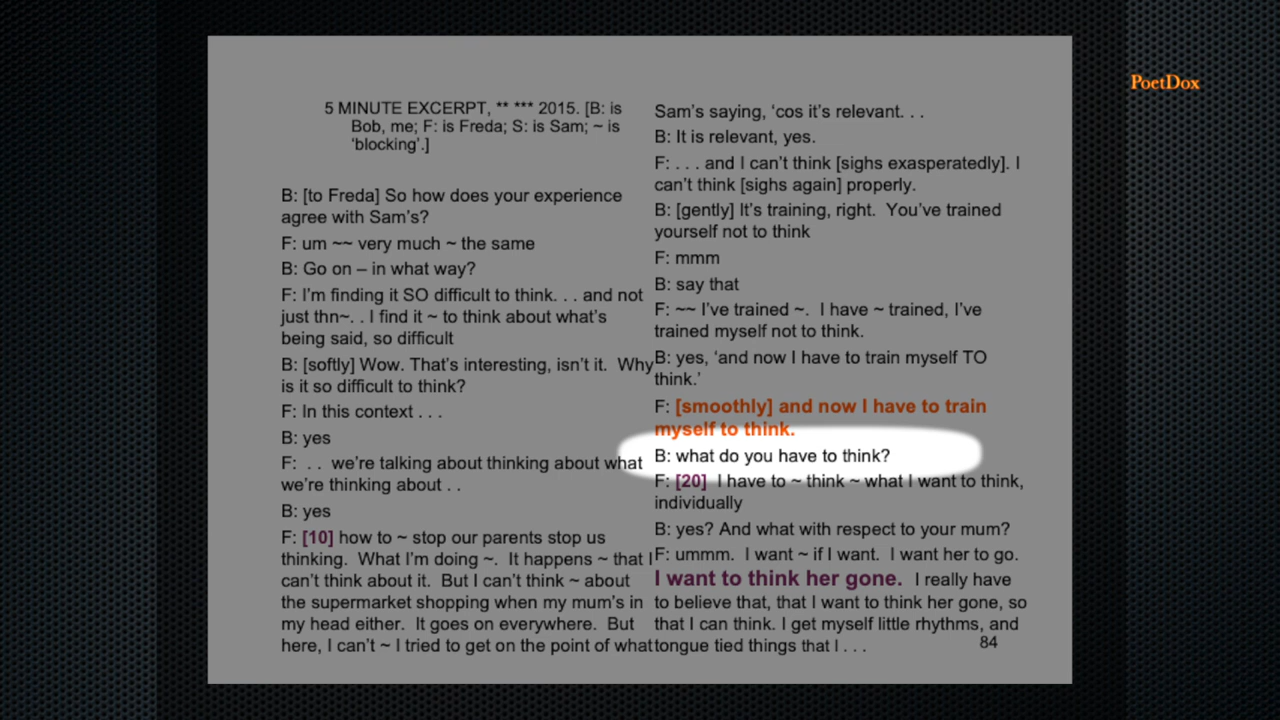 PoetDox
5 MINUTE EXCERPT, ** *** 2015. [B: is
Bob, me; F: is Freda; S: is Sam; ~ is
‘blocking’.]
B: [to Freda] So how does your experience
agree with Sam’s?
F: um ~~ very much ~ the same
B: Go on – in what way?
F: I’m finding it SO difficult to think. . . and not
just thn~. . I find it ~ to think about what’s
being said, so difficult
B: [softly] Wow. That’s interesting, isn’t it. Why
is it so difficult to think?
F: In this context . . .
B: yes
F: . . we’re talking about thinking about what
we’re thinking about . .
B: yes
F: [10] how to ~ stop our parents stop us
thinking. What I’m doing ~. It happens ~ that I
can’t think about it. But I can’t think ~ about
the supermarket shopping when my mum’s in
my head either. It goes on everywhere. But
here, I can’t ~ I tried to get on the point of what
Sam’s saying, ‘cos it’s relevant. . .
B: It is relevant, yes.
F: . . . and I can’t think [sighs exasperatedly]. I
can’t think [sighs again] properly.
B: [gently] It’s training, right. You’ve trained
yourself not to think
F: mmm
B: say that
F: ~~ I’ve trained ~. I have ~ trained, I’ve
trained myself not to think.
B: yes, ‘and now I have to train myself TO
think.’
F: [smoothly] and now I have to train
myself to think.
B: what do you have to think?
F: [20] I have to ~ think ~ what I want to think,
individually
B: yes? And what with respect to your mum?
F: ummm. I want ~ if I want. I want her to go.
I want to think her gone. I really have
to believe that, that I want to think her gone, so
that I can think. I get myself little rhythms, and
tongue tied things that I . . .
84